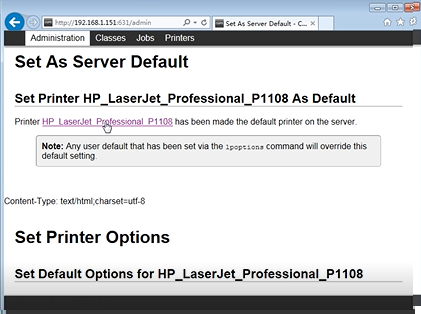 http://192.168.1.151:631/admin
Set As Server Default - C...
Administration Classes Jobs Printers
Set As Server Default
Set Printer HP_LaserJet_Professional_P1108 As Default
Printer HP_LaserJet_Professional_P1108 has been made the default printer on the server.
Note: Any user default that has been set via the lpoptions command will override this
default setting.
Content-Type: text/html;charset=utf-8
Set Printer Options
Set Default Options for HP_LaserJet_Professional_P1108